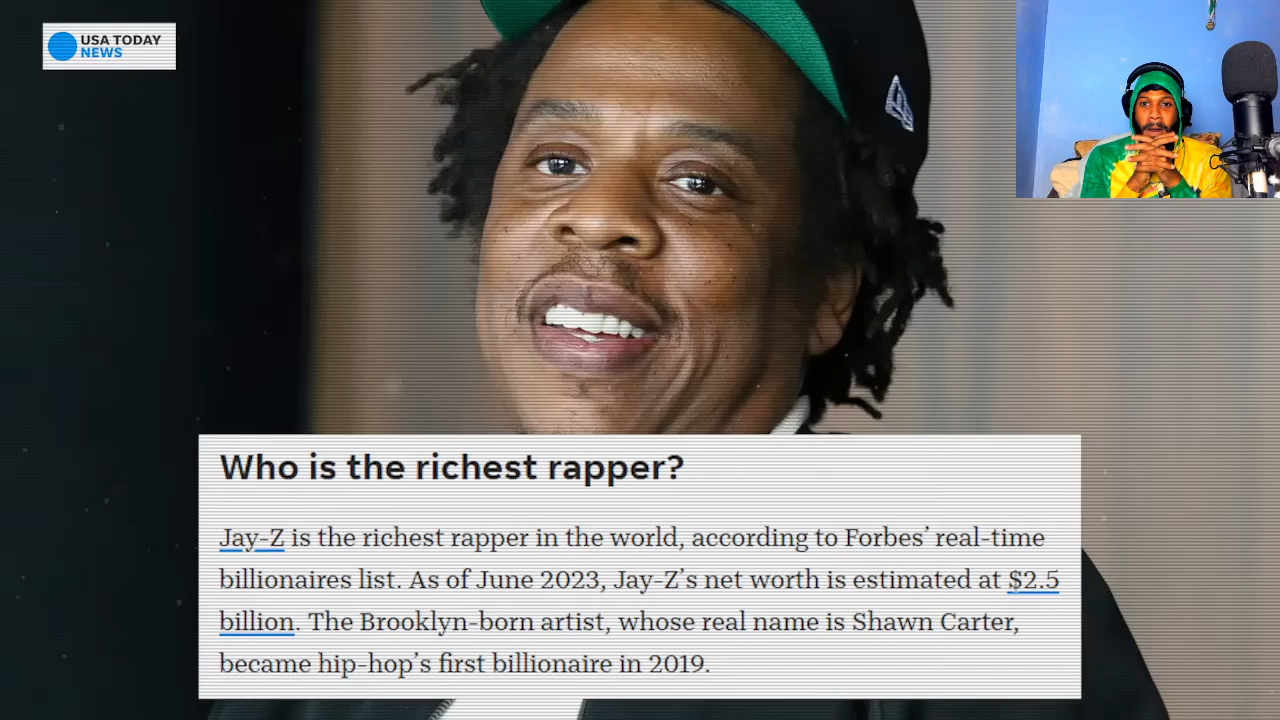 USA TODAY
NEWS
Who is the richest rapper?
Jay-Z is the richest rapper in the world, according to Forbes’ real-time
billionaires list. As of June 2023, Jay-Z’s net worth is estimated at $2.5
billion. The Brooklyn-born artist, whose real name is Shawn Carter,
became hip-hop’s first billionaire in 2019.